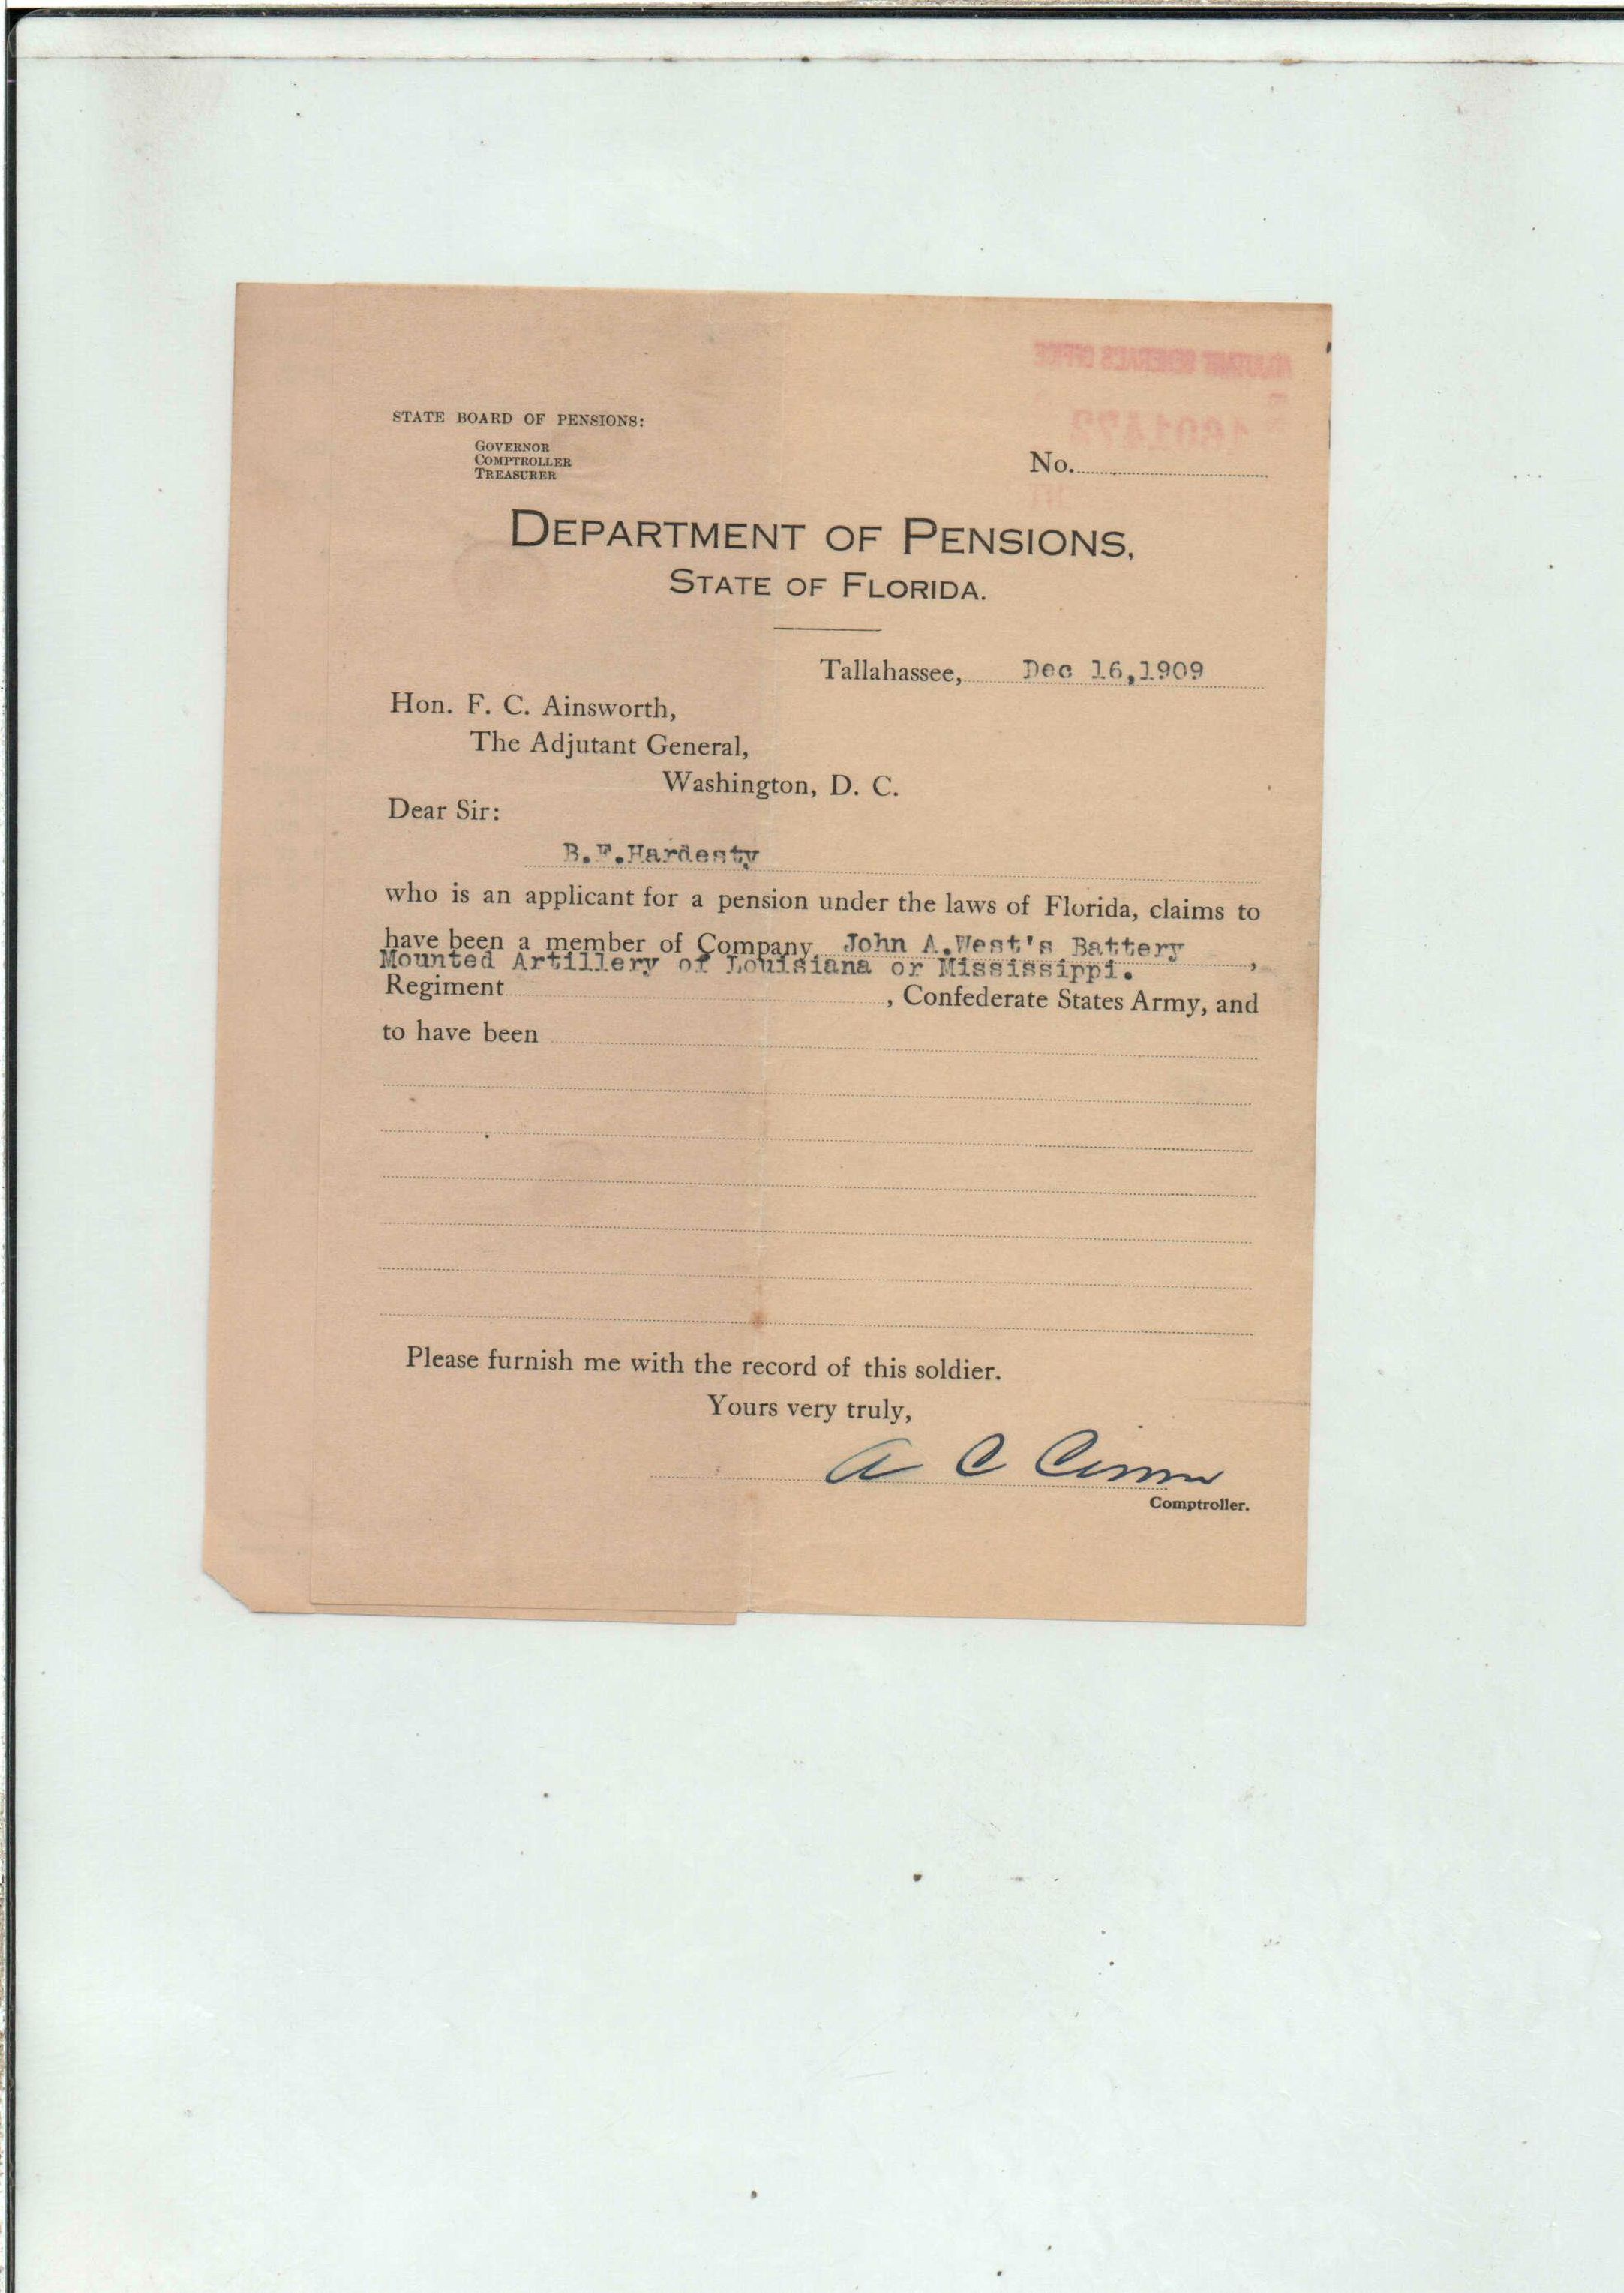 STATE BOARD OF PENSIONS:
GOVERNOR
COMPTROLLER
TREASURER
ADJUTANT GENERAL'S OFFICE
No.
DEPARTMENT OF PENSIONS,
STATE OF FLORIDA.
Tallahassee, Dec 16,1909
Hon. F. C. Ainsworth,
The Adjutant General,
Washington, D. C.
Dear Sir:
B.F.Hardesty
who is an applicant for a pension under the laws of Florida, claims to
have been a member of Company John A.West's Battery ,
Mounted Artillery of Louisiana or Mississippi.
Regiment , Confederate States Army, and
to have been
Please furnish me with the record of this soldier.
Yours very truly,
A C
Comptroller.